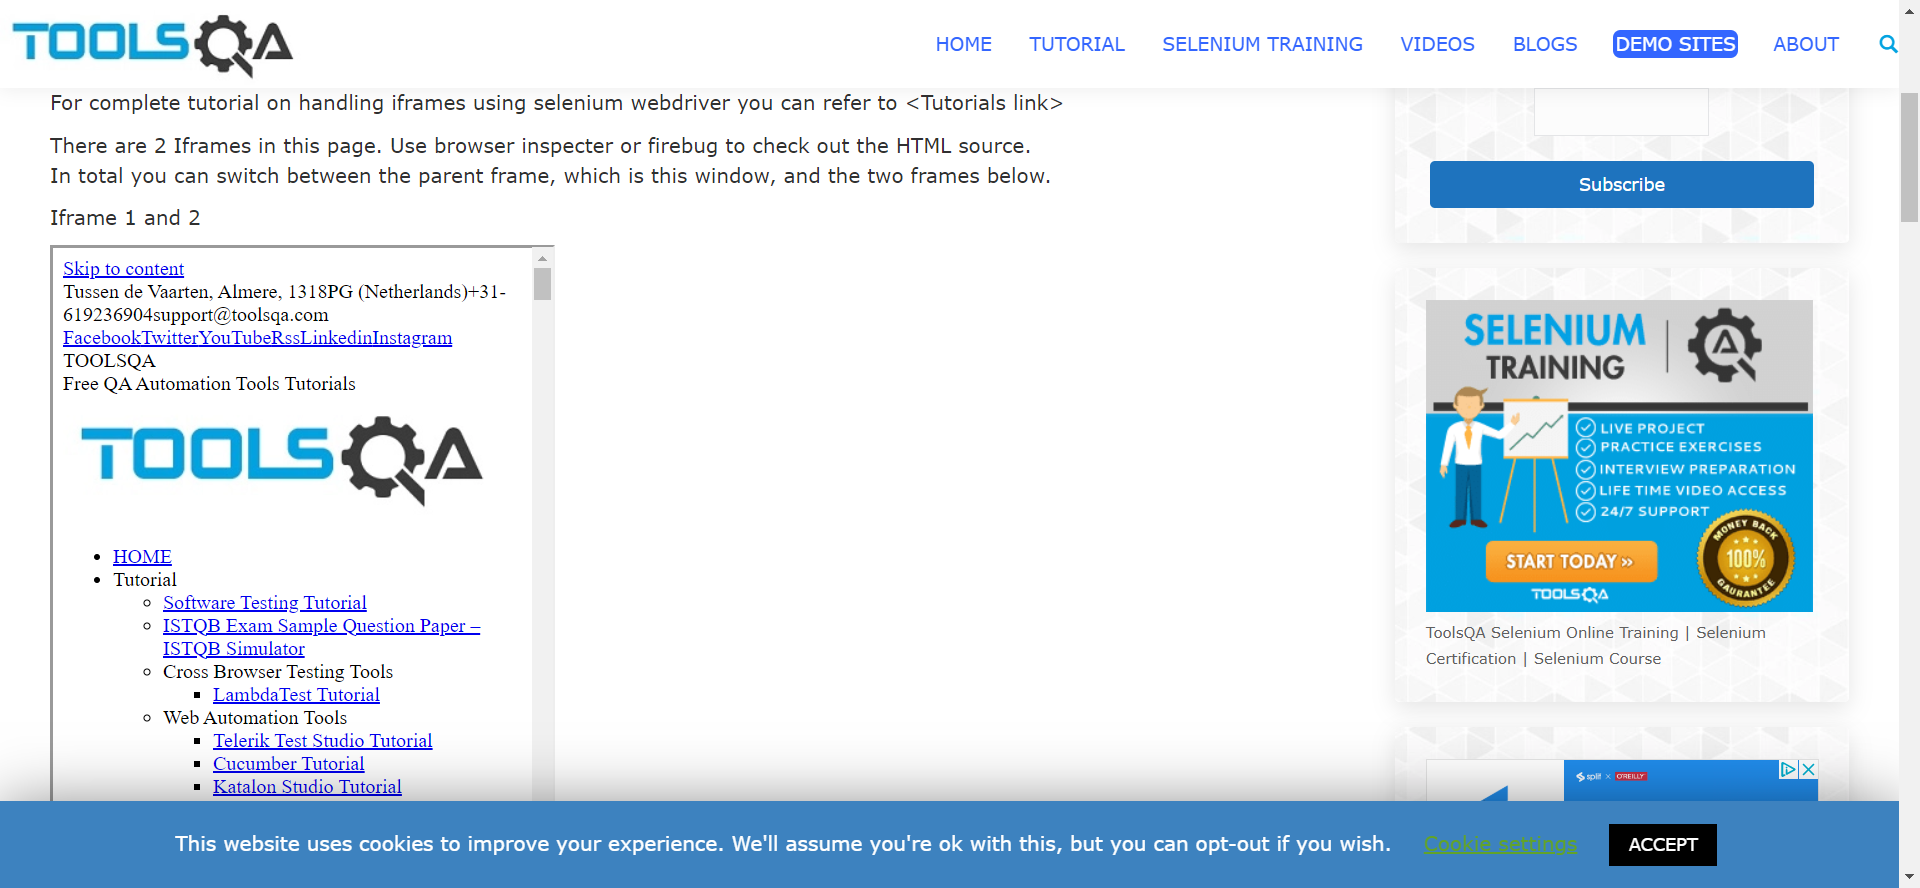 TOOLSQA
HOME TUTORIAL SELENIUM TRAINING VIDEOS BLOGS DEMO SITES ABOUT
For complete tutorial on handling iframes using selenium webdriver you can refer to <Tutorials link>
There are 2 Iframes in this page. Use browser inspecter or firebug to check out the HTML source.
In total you can switch between the parent frame, which is this window, and the two frames below.
Iframe 1 and 2
Skip to content
Tussen de Vaarten, Almere, 1318PG (Netherlands)+31-
619236904support@toolsqa.com
FacebookTwitterYouTubeRssLinkedinInstagram
TOOLSQA
Free QA Automation Tools Tutorials
TOOLSQA
HOME
Tutorial
Software Testing Tutorial
ISTQB Exam Sample Question Paper –
ISTQB Simulator
Cross Browser Testing Tools
LambdaTest Tutorial
Web Automation Tools
Telerik Test Studio Tutorial
Cucumber Tutorial
Katalon Studio Tutorial
Subscribe
SELENIUM
TRAINING
LIVE PROJECT
PRACTICE EXERCISES
INTERVIEW PREPARATION
LIFE TIME VIDEO ACCESS
24/7 SUPPORT
MONEY BACK
100%
GAURANTEE
START TODAY »
TOOLSQA
ToolsQA Selenium Online Training | Selenium
Certification | Selenium Course
split × O'REILLY
This website uses cookies to improve your experience. We'll assume you're ok with this, but you can opt-out if you wish. Cookie settings ACCEPT